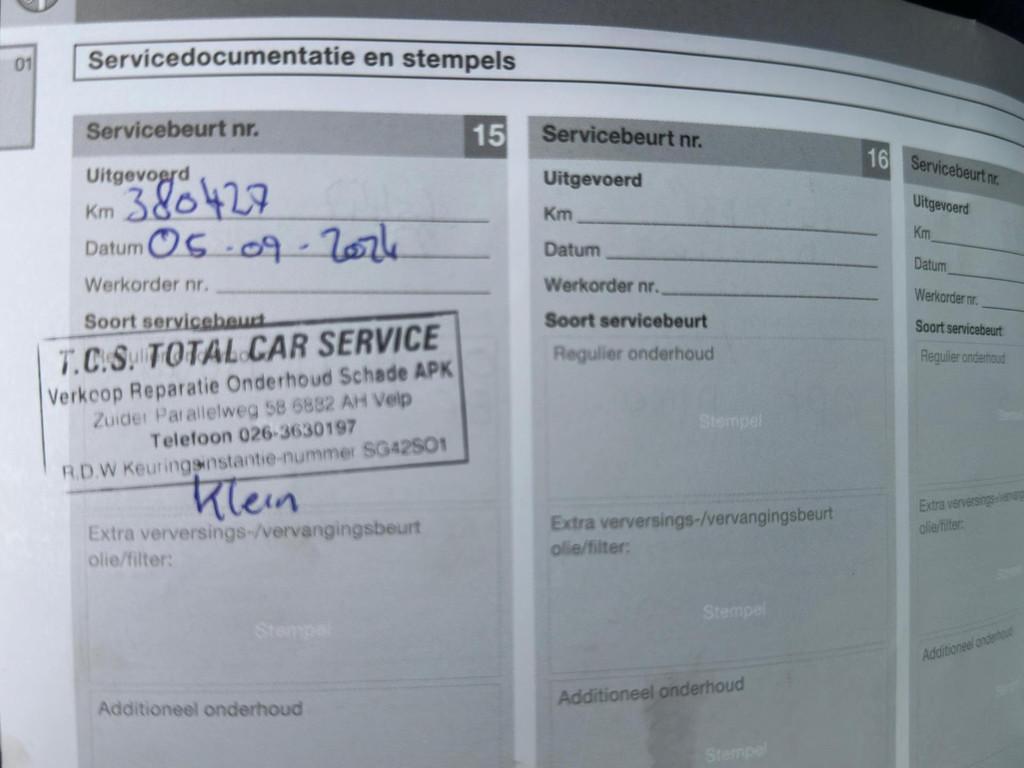 01
Servicedocumentatie en stempels
Servicebeurt nr. 15
Uitgevoerd
Km 380427
Datum 05-09-2024
Werkorder nr.
Soort servicebeurt
T.C.S. TOTAL CAR SERVICE
Verkoop Reparatie Onderhoud Schade APK
Zuider Parallelweg 58 6882 AH Velp
Telefoon 026-3630197
R.D.W Keuringsinstantie-nummer SG42SO1
Klein
Extra verversings-/vervangingsbeurt
olie/filter:
Stempel
Additioneel onderhoud
Servicebeurt nr. 16
Uitgevoerd
Km
Datum
Werkorder nr.
Soort servicebeurt
Regulier onderhoud
Stempel
Extra verversings-/vervangingsbeurt
olie/filter:
Stempel
Additioneel onderhoud
Stempel
Servicebeurt nr.
Uitgevoerd
Km
Datum
Werkorder nr.
Soort servicebeurt
Regulier onderhoud
Extra verversings-/vervangings
olie/filter:
Additioneel onderhoud